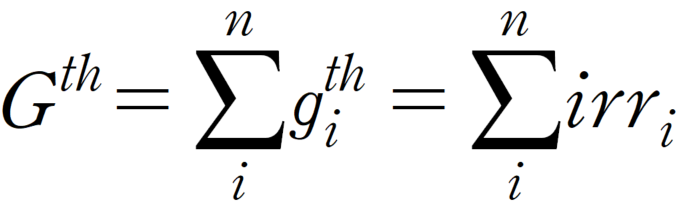 G^{th} = \sum_{i}^{n} g_{i}^{th} = \sum_{i}^{n} irr_{i}